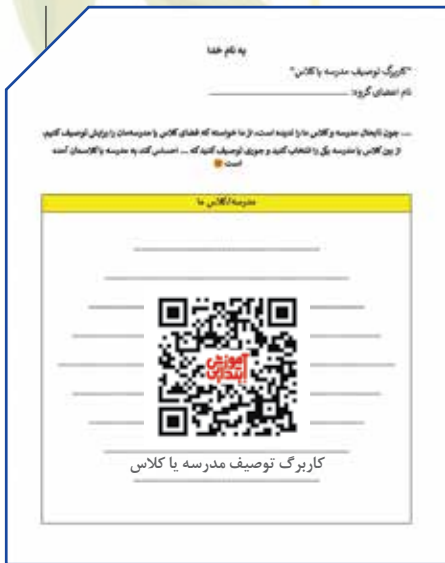 به نام خدا
"کاربرگ توصیف مدرسه یا کلاس"
نام اعضای گروه:
... چون تابحال مدرسه و کلاس ما را ندیده است، از ما خواسته که فضای کلاس یا مدرسه‌مان را برایش توصیف کنیم.
از بین کلاس یا مدرسه یکی را انتخاب کنید و جوری توصیف کنید که ... احساس کند به مدرسه یا کلاسمان آمده
است
مدرسه/کلاس ما
آموزش
ابتدایی
کاربرگ توصیف مدرسه یا کلاس